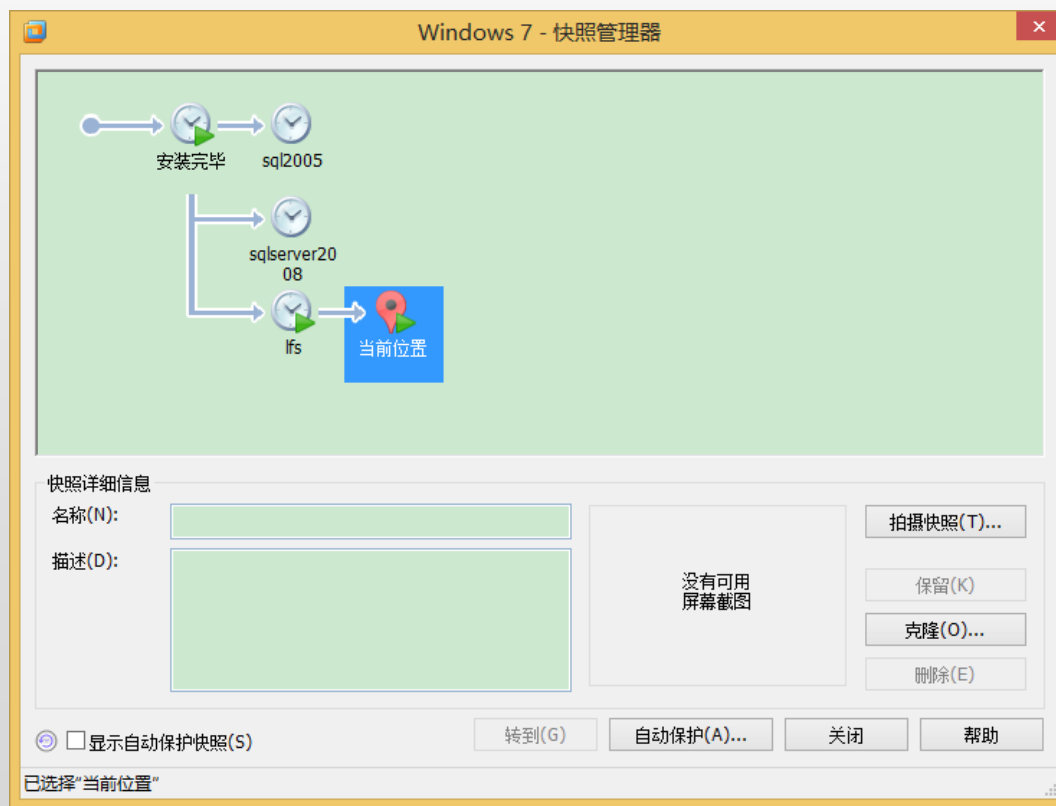 Windows 7 - 快照管理器
安装完毕
sql2005
sqlserver20
08
lfs
当前位置
快照详细信息
名称(N):
描述(D):
没有可用
屏幕截图
拍摄快照(T)...
保留(K)
克隆(O)...
删除(E)
显示自动保护快照(S)
转到(G)
自动保护(A)...
关闭
帮助
已选择"当前位置"